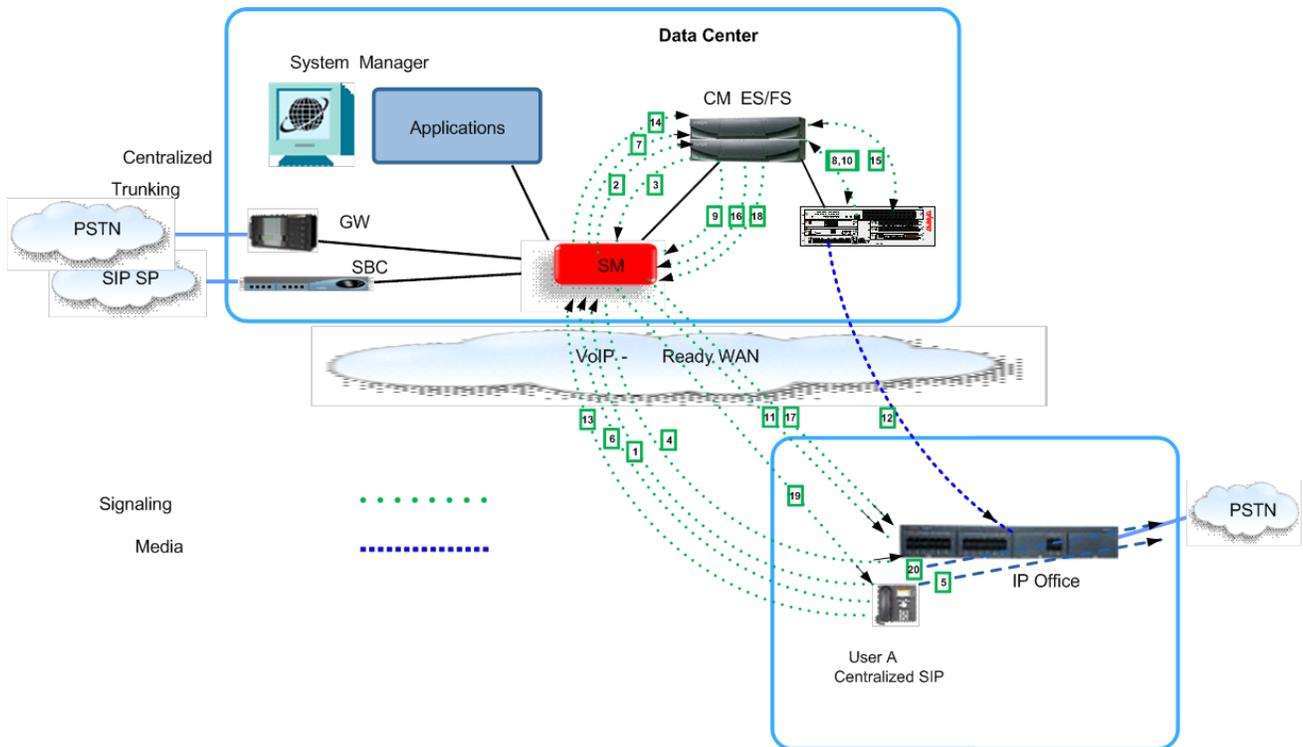 Data Center
System Manager
CM ES/FS
Applications
14
7
8,10
15
2
3
Centralized
Trunking
9
16
18
PSTN
GW
SM
SBC
SIP SP
VoIP - Ready WAN
13
11
17
12
6
4
1
19
Signaling
PSTN
Media
20
5
IP Office
User A
Centralized SIP
AVAYA